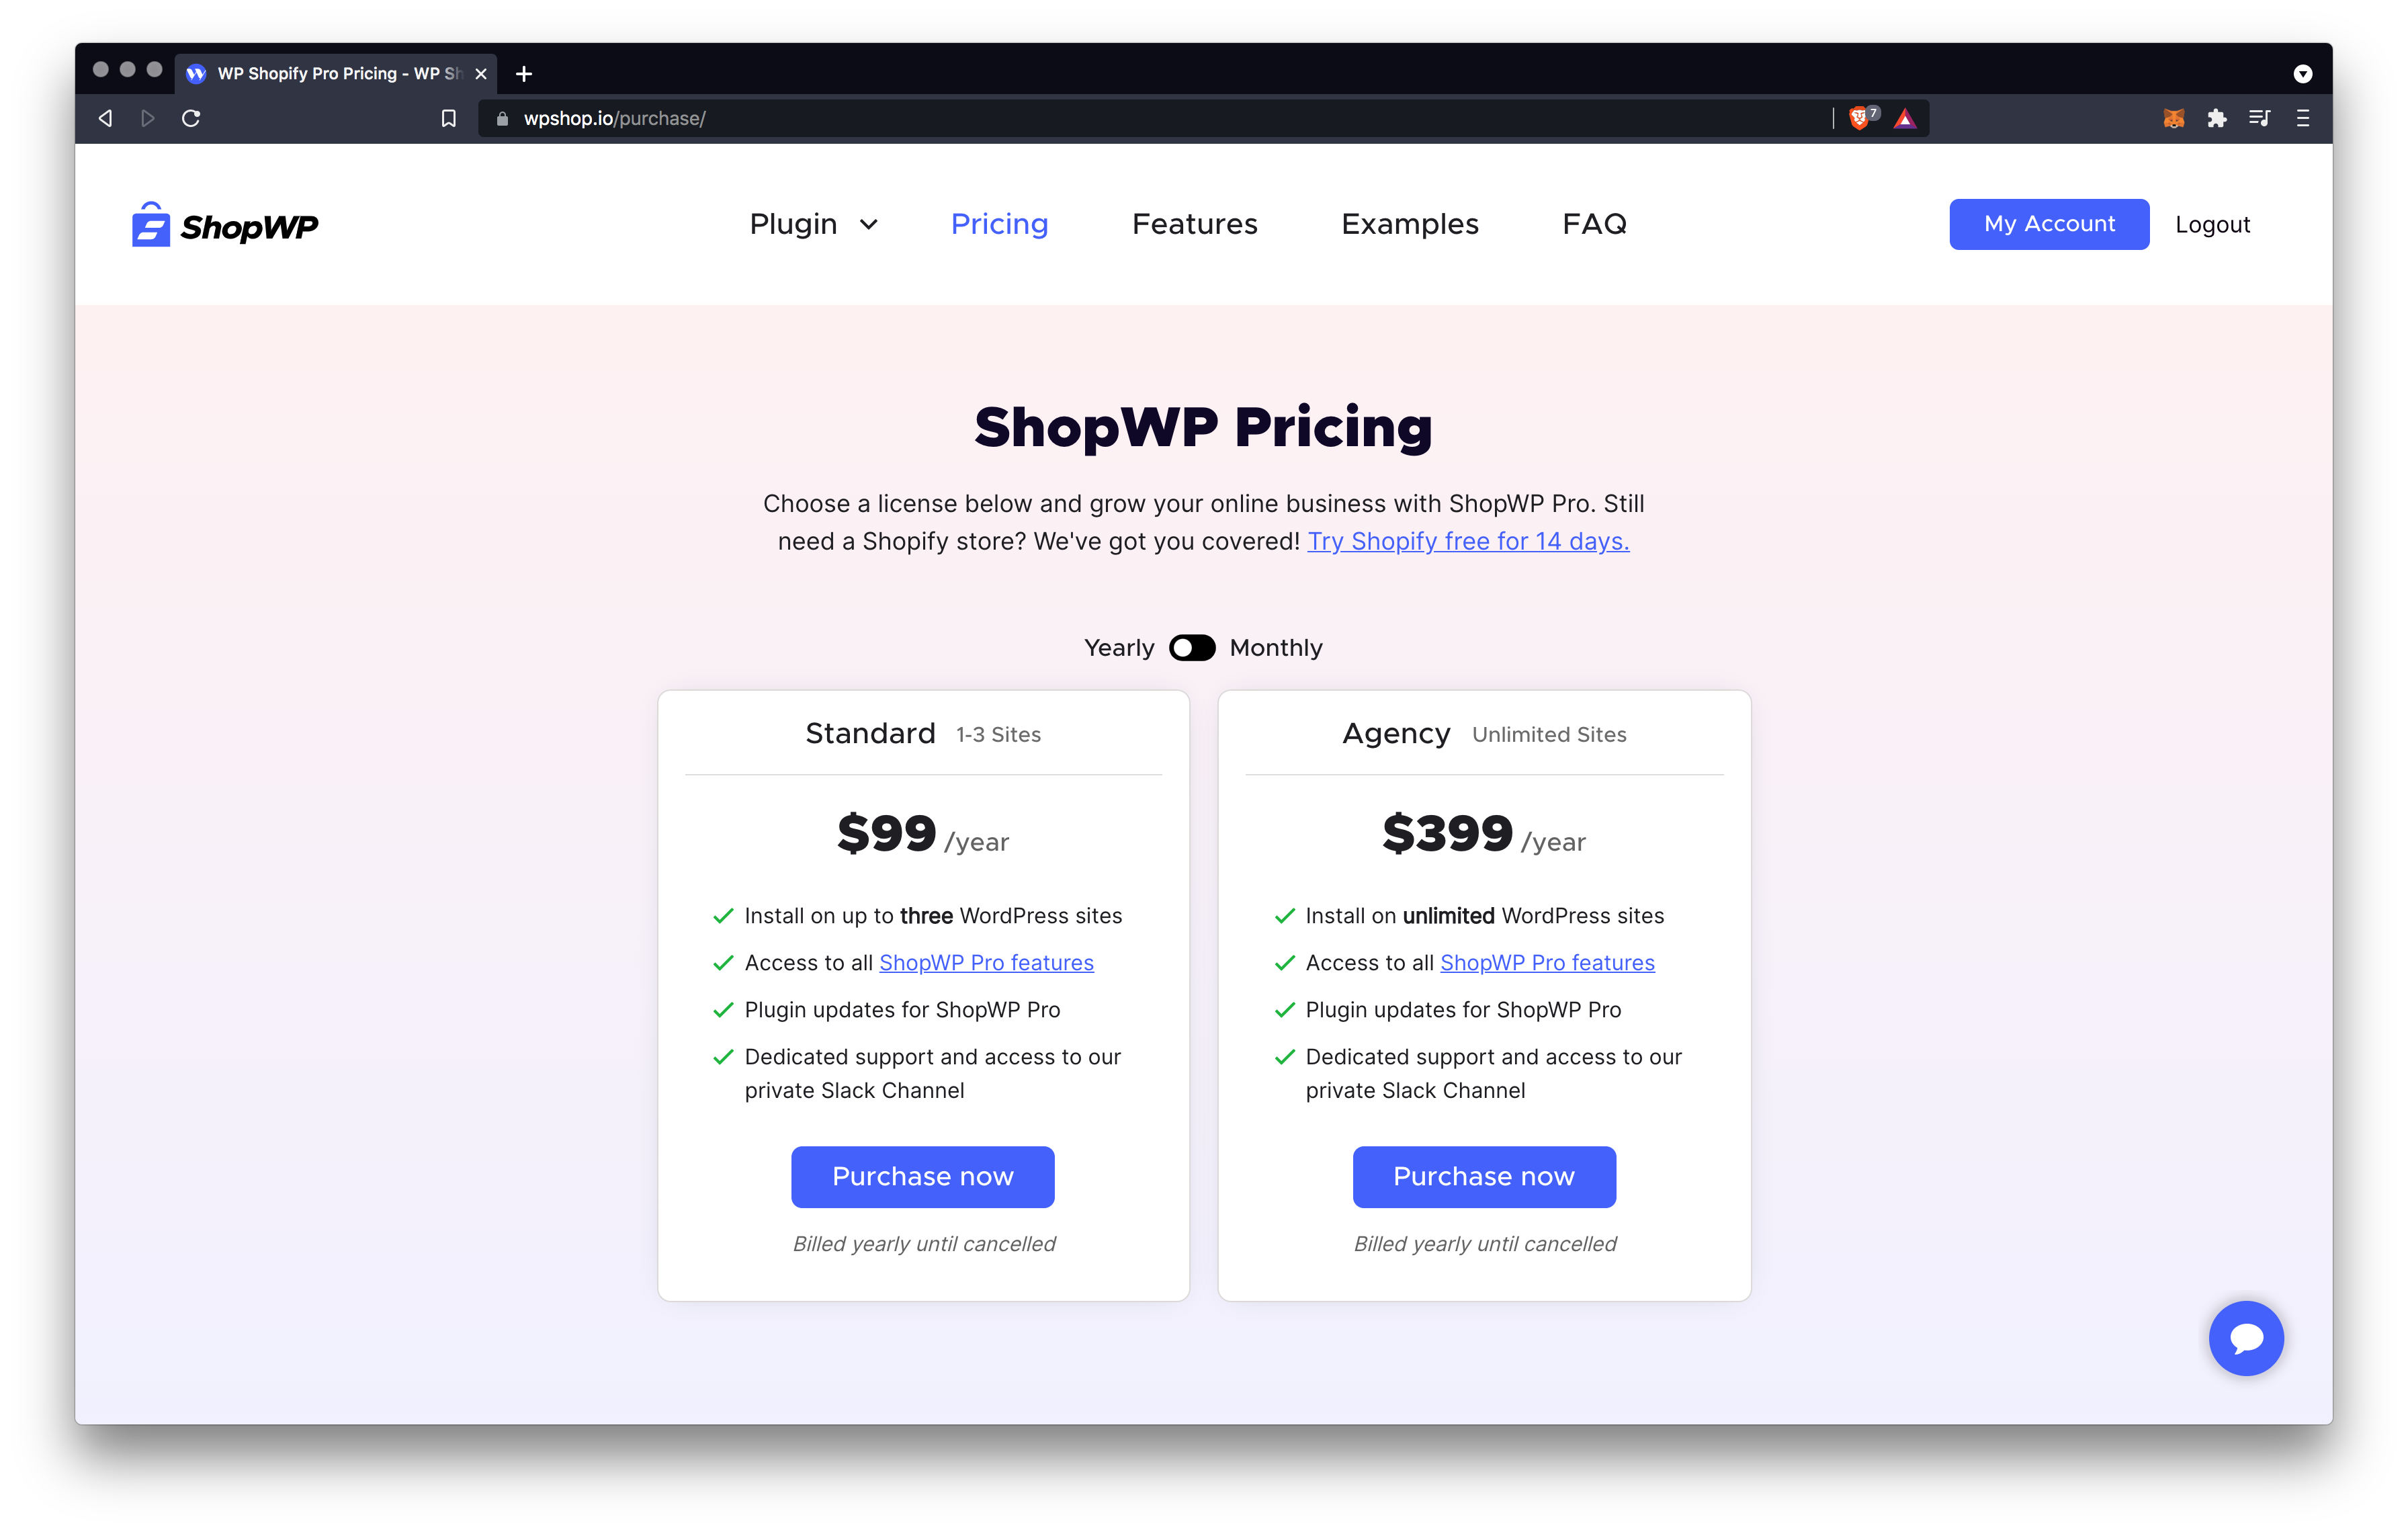 WP Shopify Pro Pricing - WP Sh
wpshop.io/purchase/
7
ShopWP
Plugin
Pricing
Features
Examples
FAQ
My Account
Logout
ShopWP Pricing
Choose a license below and grow your online business with ShopWP Pro. Still
need a Shopify store? We've got you covered! Try Shopify free for 14 days.
Yearly
Monthly
Standard 1-3 Sites
$99 /year
Install on up to three WordPress sites
Access to all ShopWP Pro features
Plugin updates for ShopWP Pro
Dedicated support and access to our
private Slack Channel
Purchase now
Billed yearly until cancelled
Agency Unlimited Sites
$399 /year
Install on unlimited WordPress sites
Access to all ShopWP Pro features
Plugin updates for ShopWP Pro
Dedicated support and access to our
private Slack Channel
Purchase now
Billed yearly until cancelled